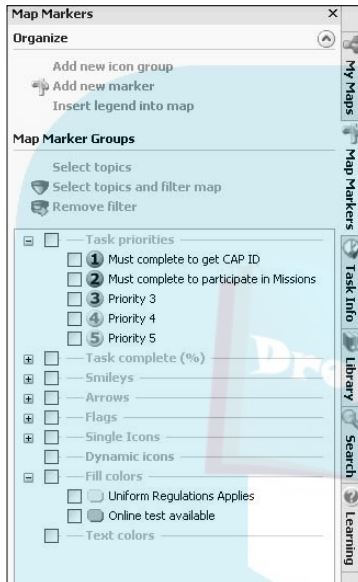 Map Markers
Organize
Add new icon group
Add new marker
Insert legend into map
Map Marker Groups
Select topics
Select topics and filter map
Remove filter
Task priorities
1 Must complete to get CAP ID
2 Must complete to participate in Missions
3 Priority 3
4 Priority 4
5 Priority 5
Task complete (%)
Smileys
Arrows
Flags
Single Icons
Dynamic icons
Fill colors
Uniform Regulations Applies
Online test available
Text colors
My Maps
Map Markers
Task Info
Library
Search
Learning